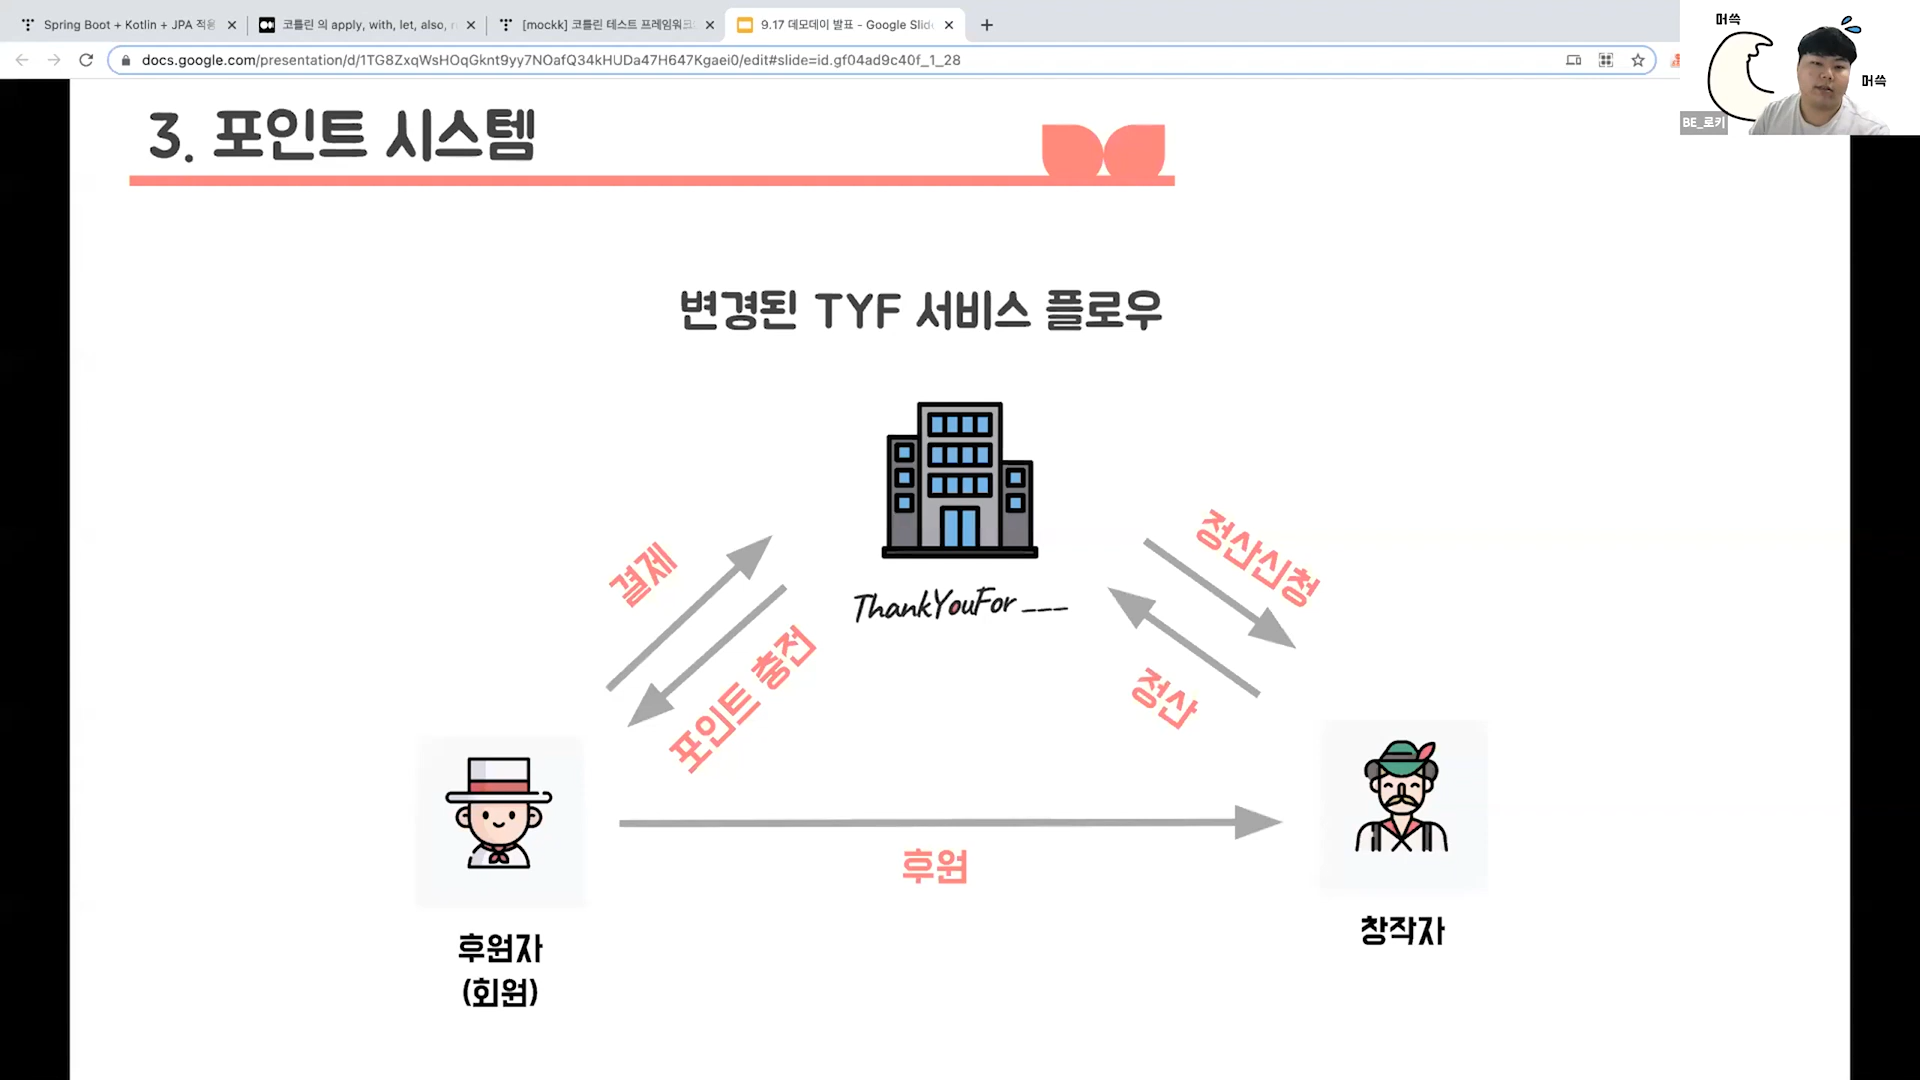 Spring Boot + Kotlin + JPA 적용
코틀린 의 apply, with, let, also, r
[mockk] 코틀린 테스트 프레임워크
9.17 데모데이 발표 - Google Slid
docs.google.com/presentation/d/1TG8ZxqWsHOqGknt9yy7NOAfQ34kHUDa47H647Kgaei0/edit#slide=id.gf04ad9c40f_1_28
머쓱
머쓱
BE_로키
3. 포인트 시스템
변경된 TYF 서비스 플로우
ThankYouFor ___
결제
포인트 충전
정산신청
정산
후원
후원자
(회원)
창작자